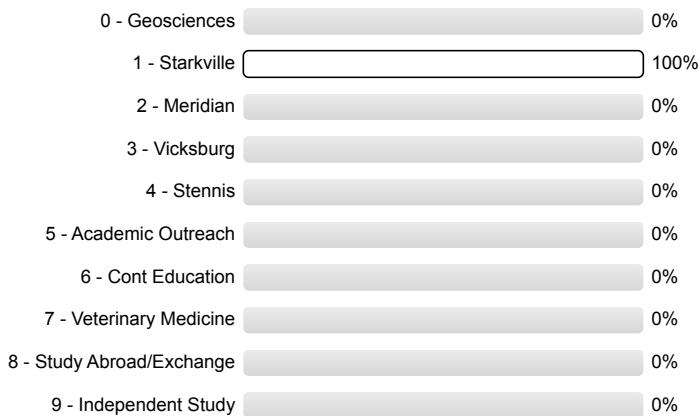 0 - Geosciences 0%
1 - Starkville 100%
2 - Meridian 0%
3 - Vicksburg 0%
4 - Stennis 0%
5 - Academic Outreach 0%
6 - Cont Education 0%
7 - Veterinary Medicine 0%
8 - Study Abroad/Exchange 0%
9 - Independent Study 0%